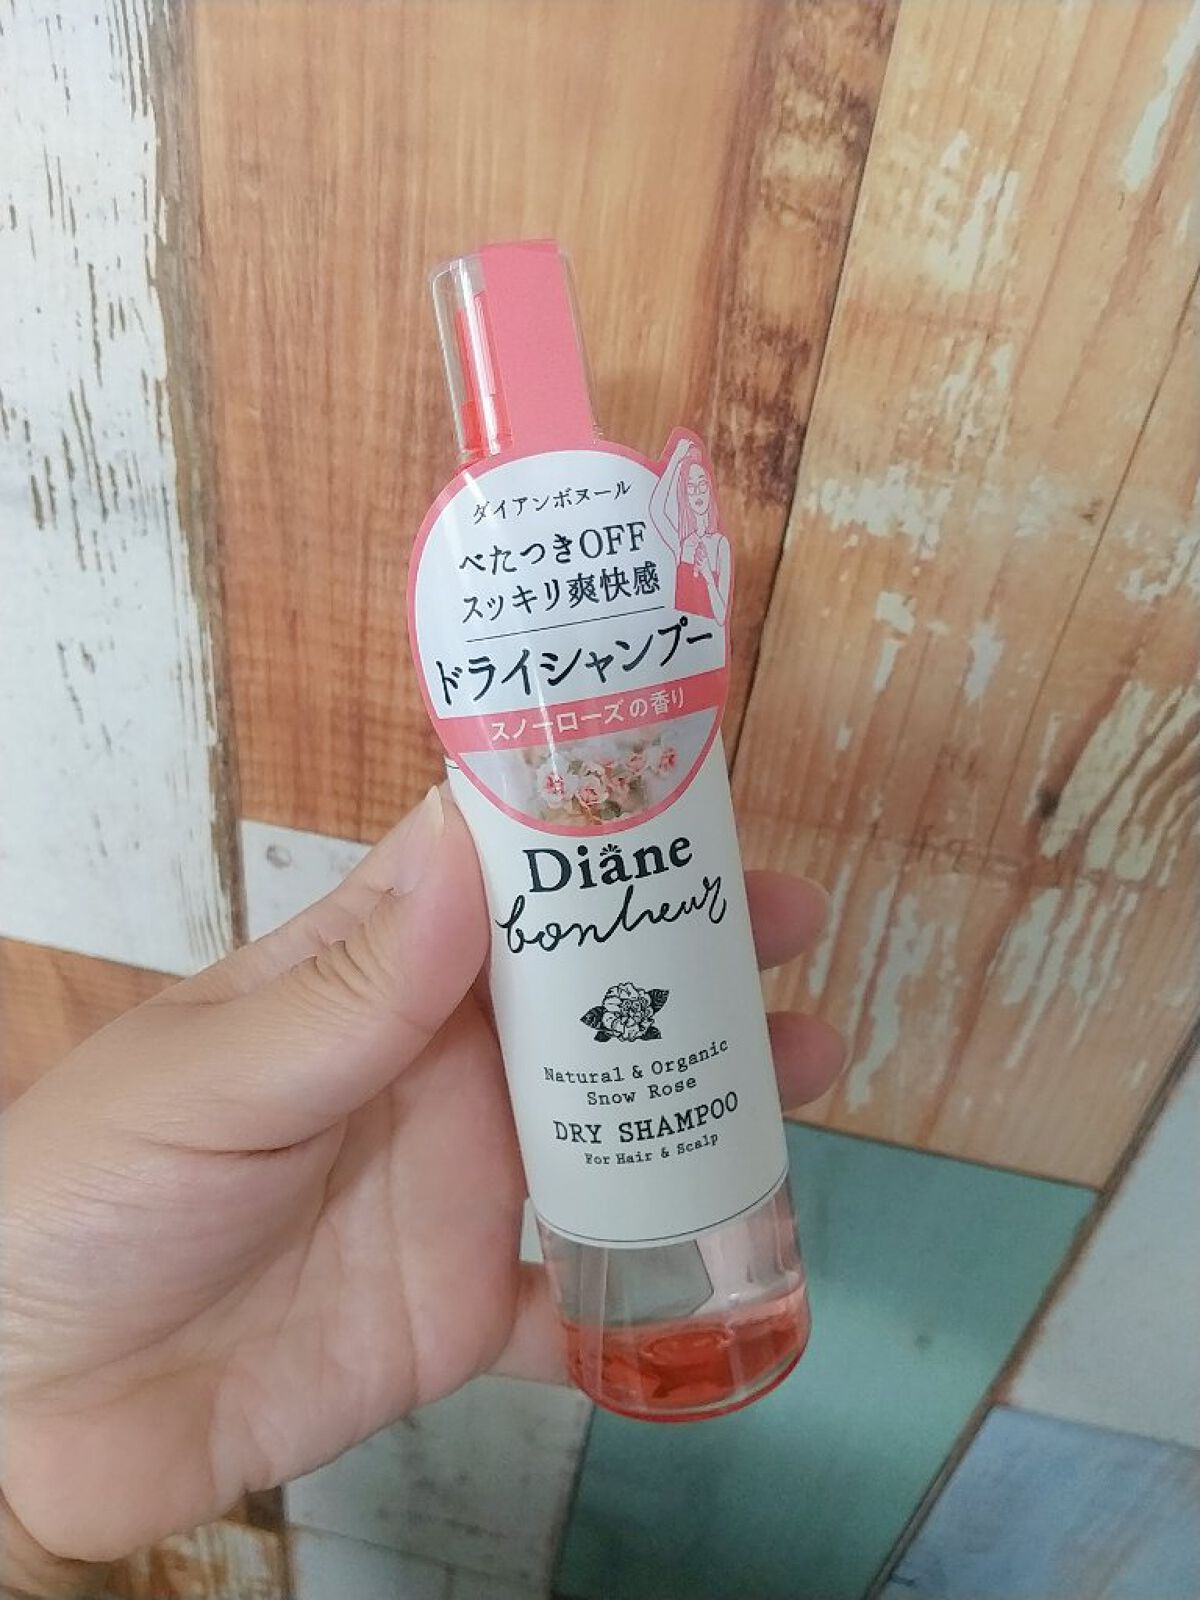 ダイアンボヌール
べたつきOFF
スッキリ爽快感
ドライシャンプー
スノーローズの香り
Diane
bonheur
Natural & Organic
Snow Rose
DRY SHAMPOO
For Hair & Scalp